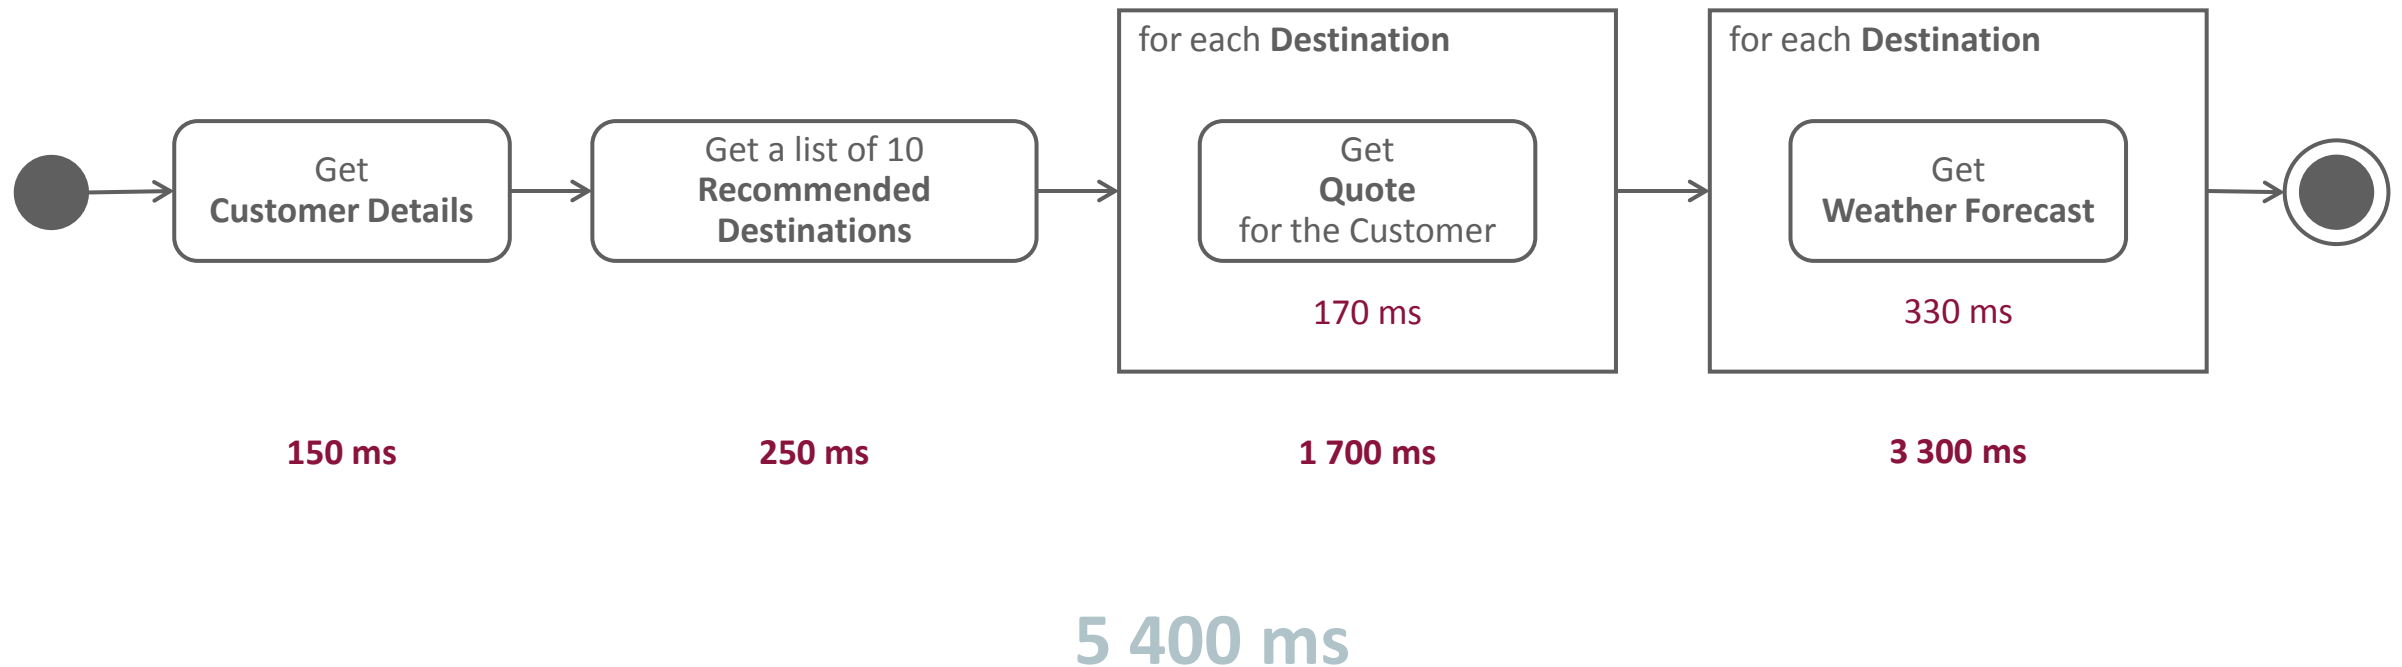 Get
Customer Details
150 ms
Get a list of 10
Recommended
Destinations
250 ms
for each Destination
Get
Quote
for the Customer
170 ms
1 700 ms
for each Destination
Get
Weather Forecast
330 ms
3 300 ms
5 400 ms